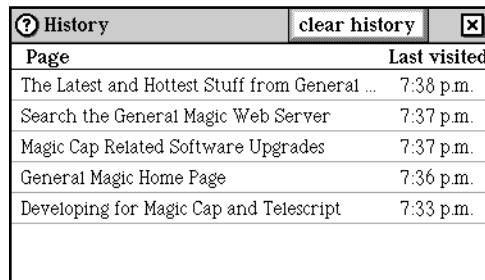 ? History clear history X
Page Last visited
The Latest and Hottest Stuff from General ... 7:38 p.m.
Search the General Magic Web Server 7:37 p.m.
Magic Cap Related Software Upgrades 7:37 p.m.
General Magic Home Page 7:36 p.m.
Developing for Magic Cap and Telescript 7:33 p.m.